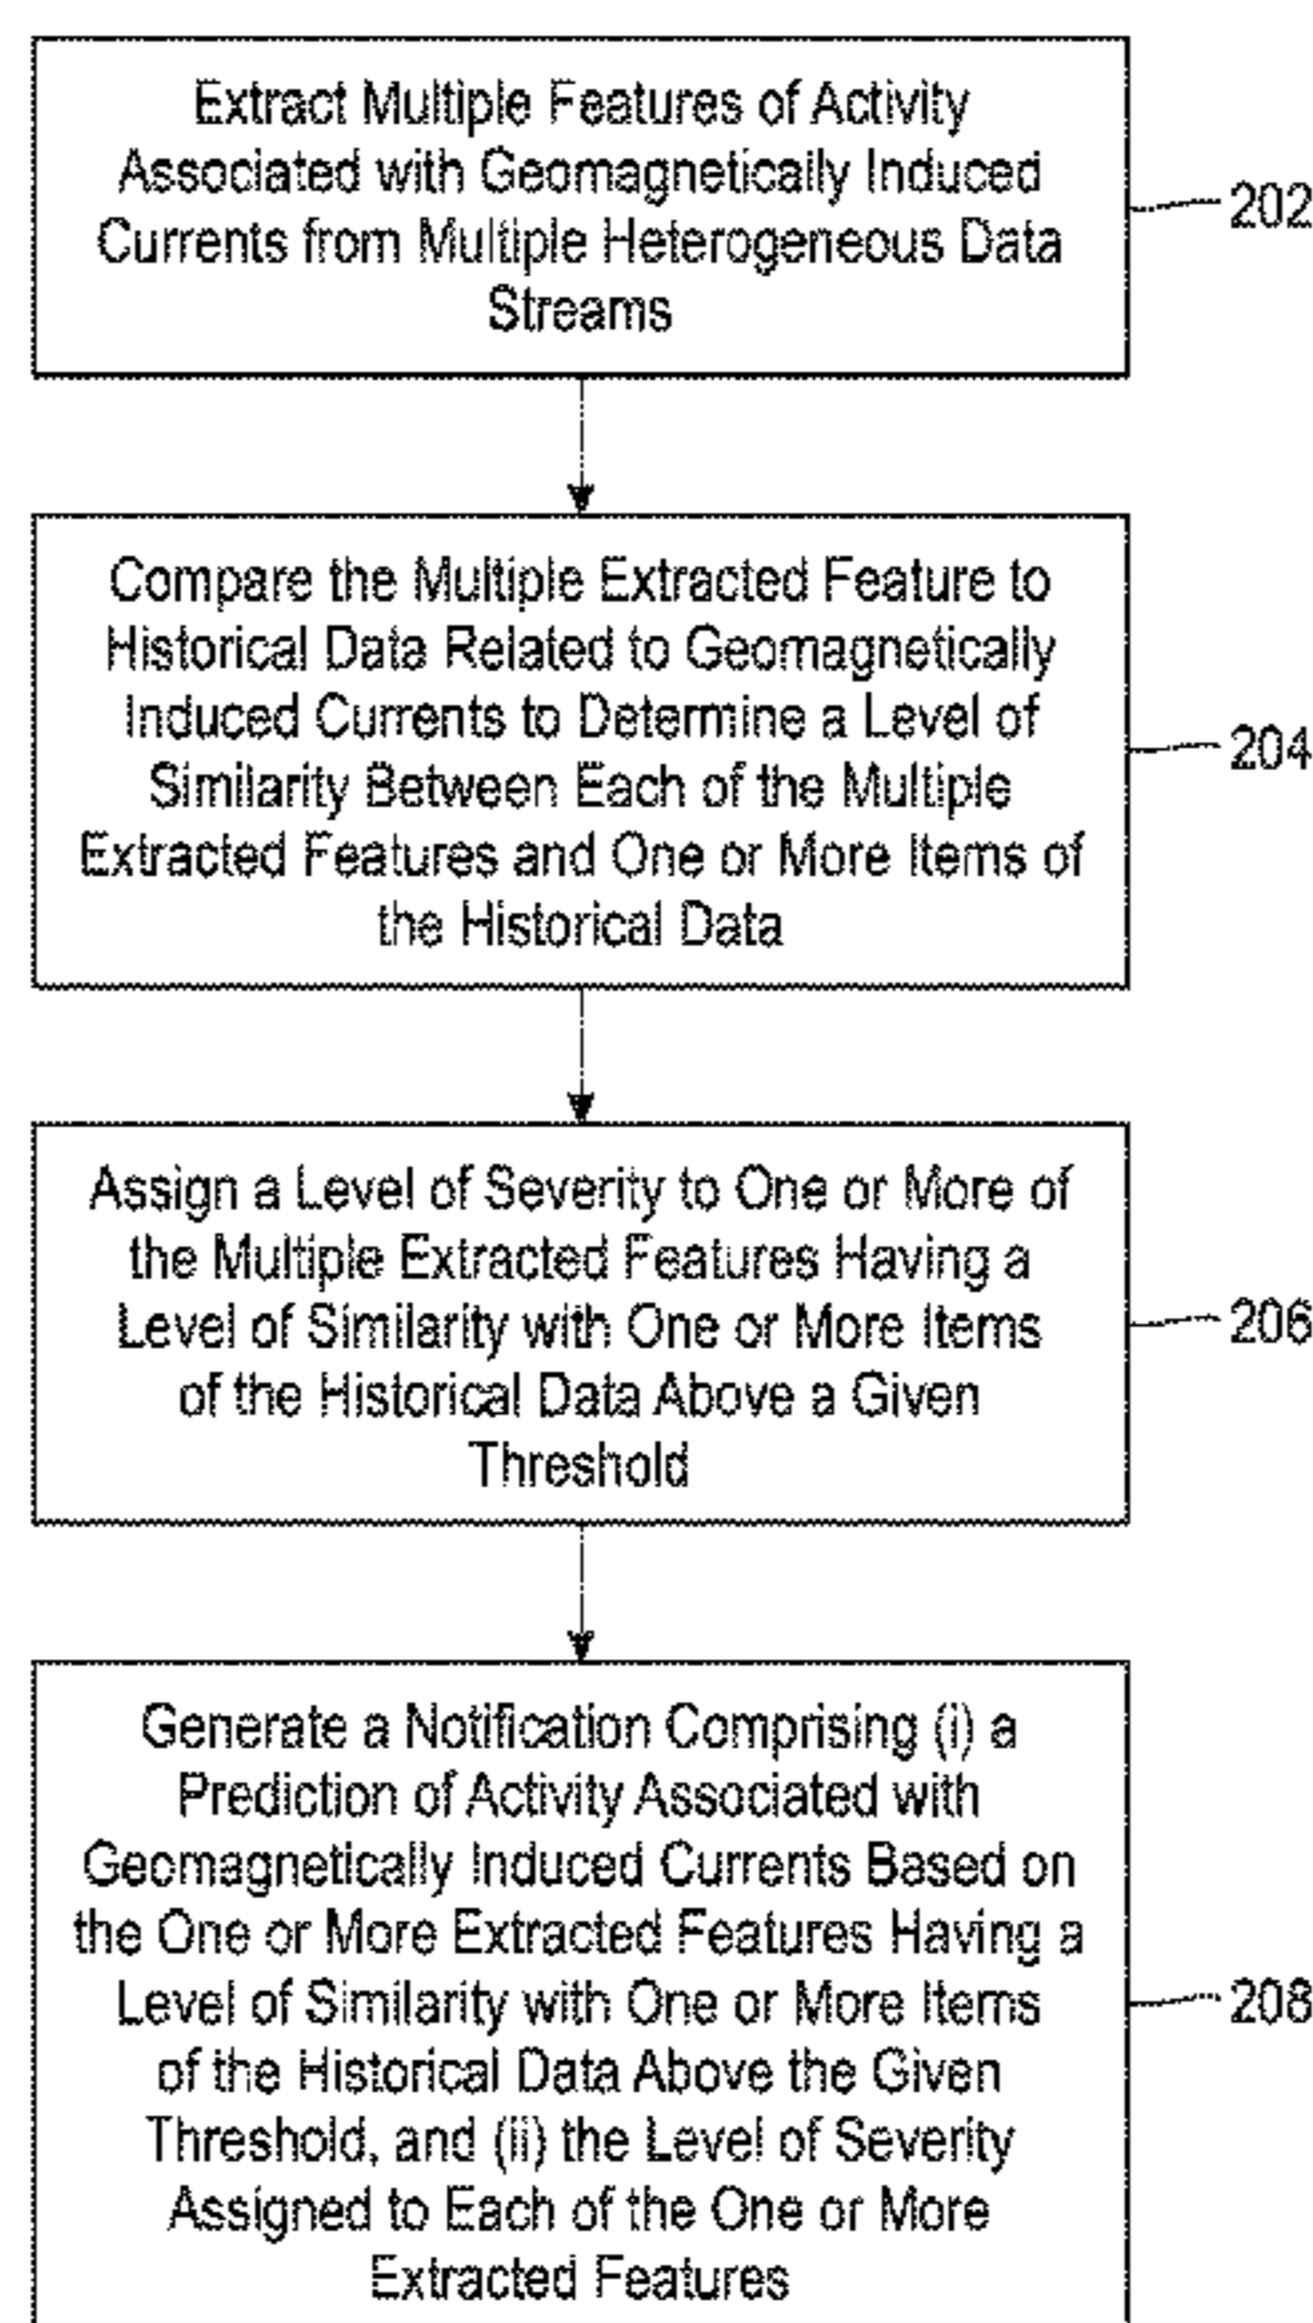 Extract Multiple Features of Activity
Associated with Geomagnetically Induced
Currents from Multiple Heterogeneous Data
Streams
202
Compare the Multiple Extracted Feature to
Historical Data Related to Geomagnetically
Induced Currents to Determine a Level of
Similarity Between Each of the Multiple
Extracted Features and One or More Items of
the Historical Data
204
Assign a Level of Severity to One or More of
the Multiple Extracted Features Having a
Level of Similarity with One or More Items
of the Historical Data Above a Given
Threshold
206
Generate a Notification Comprising (i) a
Prediction of Activity Associated with
Geomagnetically Induced Currents Based on
the One or More Extracted Features Having a
Level of Similarity with One or More Items
of the Historical Data Above the Given
Threshold, and (ii) the Level of Severity
Assigned to Each of the One or More
Extracted Features
208